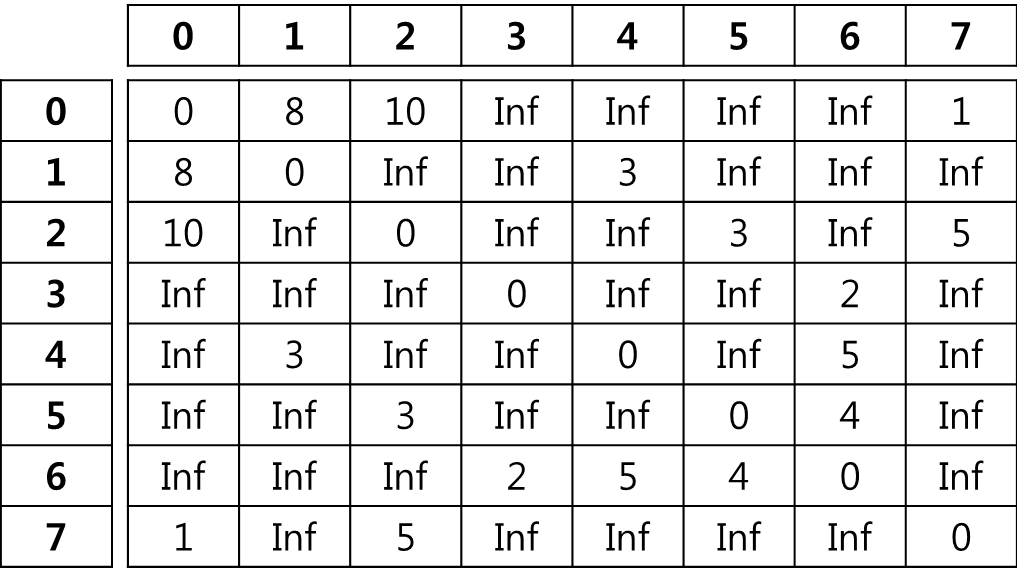 0 1 2 3 4 5 6 7
0 0 8 10 Inf Inf Inf Inf 1
1 8 0 Inf Inf 3 Inf Inf Inf
2 10 Inf 0 Inf Inf 3 Inf 5
3 Inf Inf Inf 0 Inf Inf 2 Inf
4 Inf 3 Inf Inf 0 Inf 5 Inf
5 Inf Inf 3 Inf Inf 0 4 Inf
6 Inf Inf Inf 2 5 4 0 Inf
7 1 Inf 5 Inf Inf Inf Inf 0